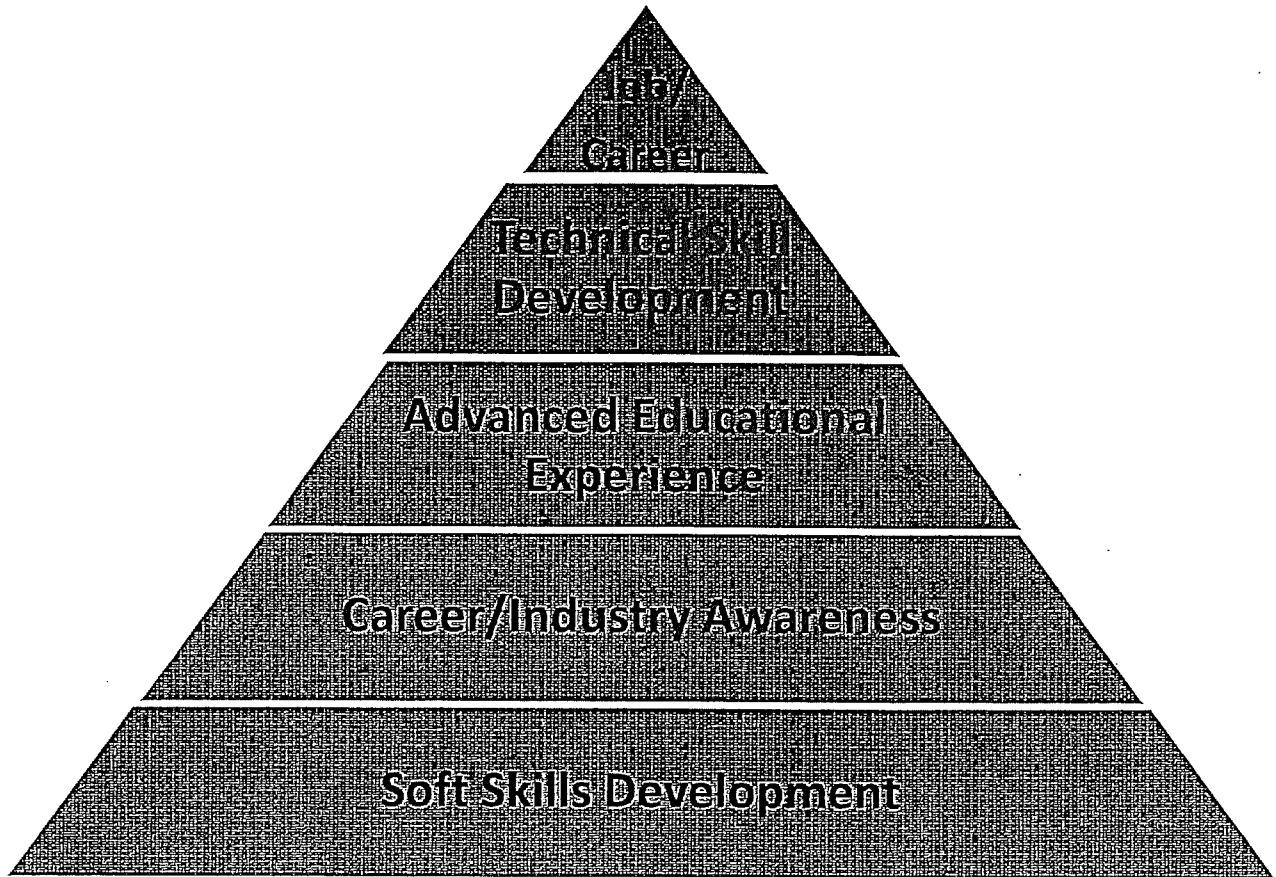 Job/
Career
Technical Skill
Development
Advanced Educational
Experience
Career/Industry Awareness
Soft Skills Development